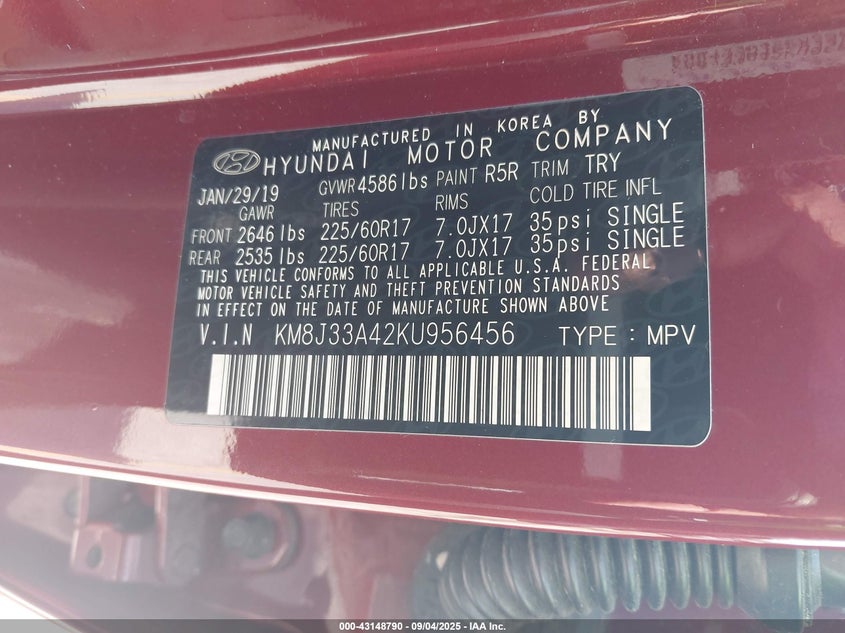 MANUFACTURED IN KOREA BY
HYUNDAI MOTOR COMPANY
JAN/29/19 GVWR 4586lbs PAINT R5R TRIM TRY
GAWR TIRES RIMS COLD TIRE INFL
FRONT 2646 lbs 225/60R17 7.0JX17 35psi SINGLE
REAR 2535 lbs 225/60R17 7.0JX17 35psi SINGLE
THIS VEHICLE CONFORMS TO ALL APPLICABLE U.S.A. FEDERAL
MOTOR VEHICLE SAFETY AND THEFT PREVENTION STANDARDS
IN EFFECT ON THE DATE OF MANUFACTURE SHOWN ABOVE
V.I.N KM8J33A42KU956456 TYPE : MPV
000-43148790 - 09/04/2025 - IAA Inc.